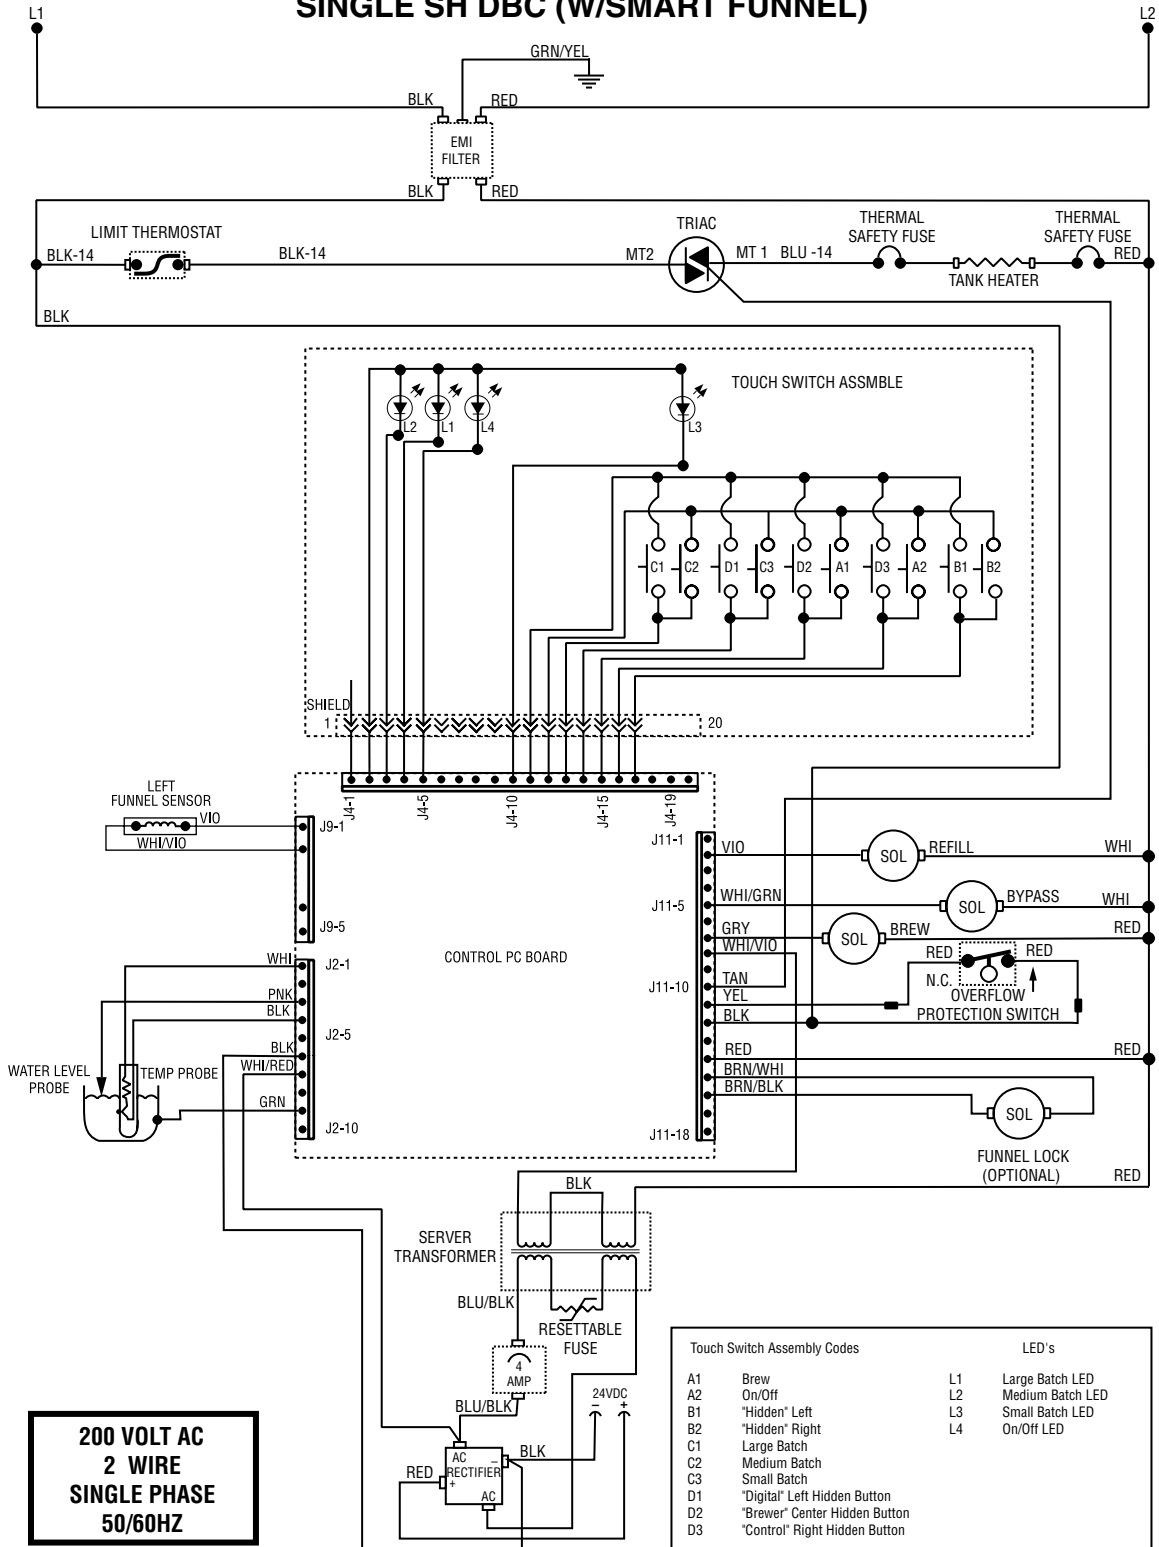 SINGLE SH DBC (W/SMART FUNNEL)
L1
L2
GRN/YEL
BLK
RED
EMI
FILTER
BLK
RED
LIMIT THERMOSTAT
TRIAC
THERMAL
SAFETY FUSE
THERMAL
SAFETY FUSE
BLK-14
BLK-14
MT2
MT 1
BLU -14
RED
TANK HEATER
BLK
TOUCH SWITCH ASSMBLE
L2
L1
L4
L3
C1
C2
D1
C3
D2
A1
D3
A2
B1
B2
SHIELD
1
20
J4-1
J4-5
J4-10
J4-15
J4-19
LEFT
FUNNEL SENSOR
VIO
WHI/VIO
J9-1
J9-5
J11-1
VIO
SOL
REFILL
WHI
J11-5
WHI/GRN
SOL
BYPASS
WHI
GRY
SOL
BREW
RED
WHI/VIO
CONTROL PC BOARD
RED
RED
N.C.
OVERFLOW
PROTECTION SWITCH
J11-10
TAN
YEL
BLK
WHI
J2-1
PNK
BLK
J2-5
BLK
WHI/RED
GRN
J2-10
WATER LEVEL
PROBE
TEMP PROBE
RED
RED
BRN/WHI
BRN/BLK
J11-18
SOL
FUNNEL LOCK
(OPTIONAL)
RED
BLK
SERVER
TRANSFORMER
BLU/BLK
RESETTABLE
FUSE
4
AMP
BLU/BLK
24VDC
– +
BLK
RED
AC
–
RECTIFIER
+
AC
200 VOLT AC
2 WIRE
SINGLE PHASE
50/60HZ
Touch Switch Assembly Codes
LED's
A1 Brew
A2 On/Off
B1 "Hidden" Left
B2 "Hidden" Right
C1 Large Batch
C2 Medium Batch
C3 Small Batch
D1 "Digital" Left Hidden Button
D2 "Brewer" Center Hidden Button
D3 "Control" Right Hidden Button
L1 Large Batch LED
L2 Medium Batch LED
L3 Small Batch LED
L4 On/Off LED